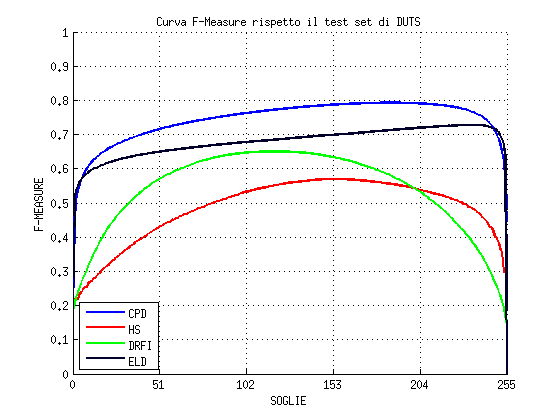 Curva F-Measure rispetto il test set di DUTS
1
0.9
0.8
0.7
0.6
0.5
0.4
0.3
0.2
0.1
0
F-MEASURE
CPD
HS
DRFI
ELD
0 51 102 153 204 255
SOGLIE